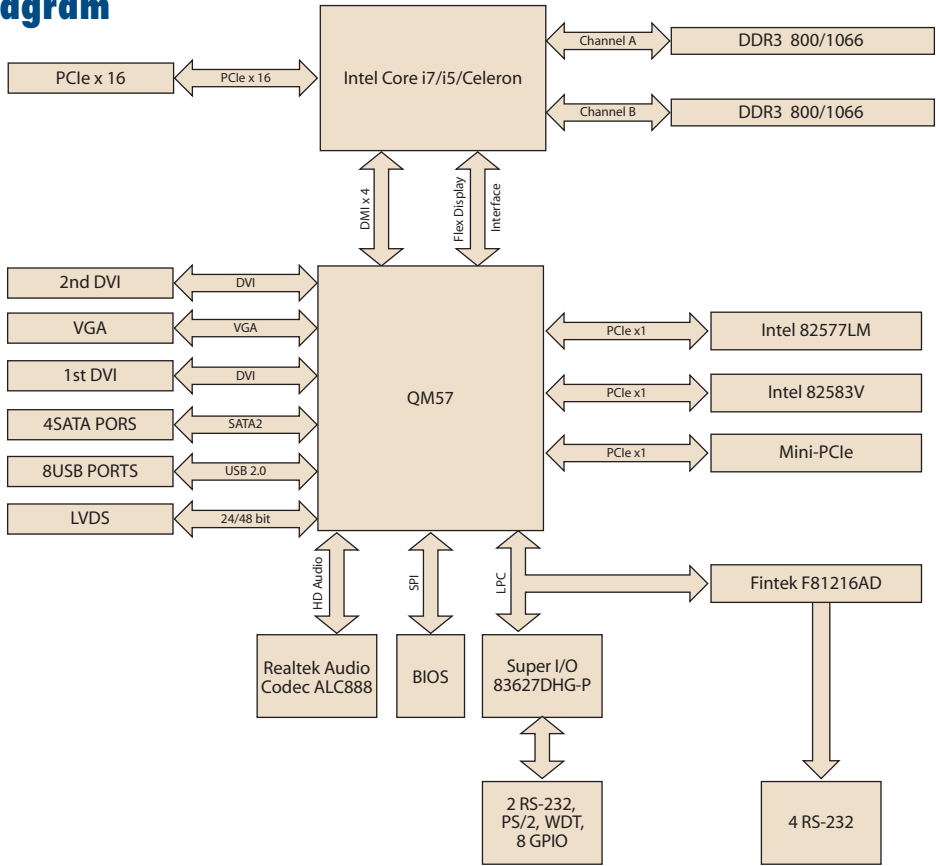 agram
PCIe x 16
PCIe x 16
Intel Core i7/i5/Celeron
Channel A
DDR3 800/1066
Channel B
DDR3 800/1066
DMI x 4
Flex Display
Interface
2nd DVI
DVI
VGA
VGA
1st DVI
DVI
4SATA PORS
SATA2
8USB PORTS
USB 2.0
LVDS
24/48 bit
QM57
PCIe x1
Intel 82577LM
PCIe x1
Intel 82583V
PCIe x1
Mini-PCIe
HD Audio
SPI
LPC
Fintek F81216AD
Realtek Audio
Codec ALC888
BIOS
Super I/O
83627DHG-P
2 RS-232,
PS/2, WDT,
8 GPIO
4 RS-232